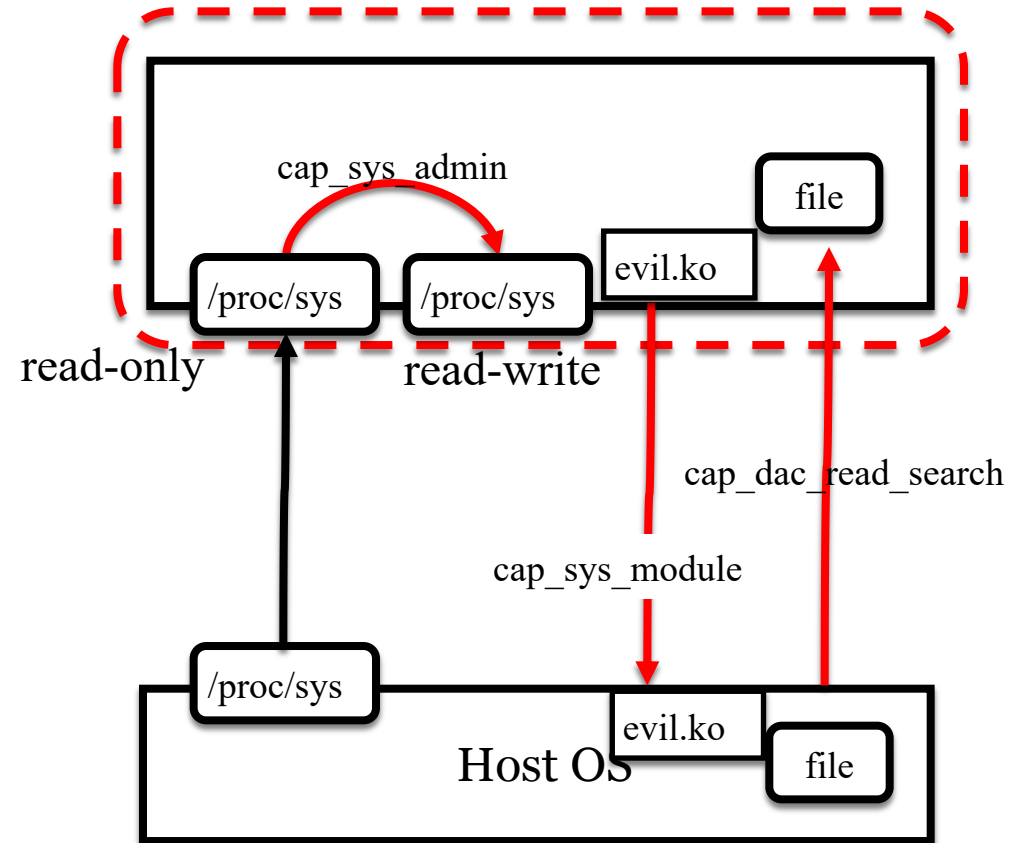 cap_sys_admin
file
evil.ko
/proc/sys
/proc/sys
read-only
read-write
cap_dac_read_search
cap_sys_module
/proc/sys
evil.ko
Host OS
file